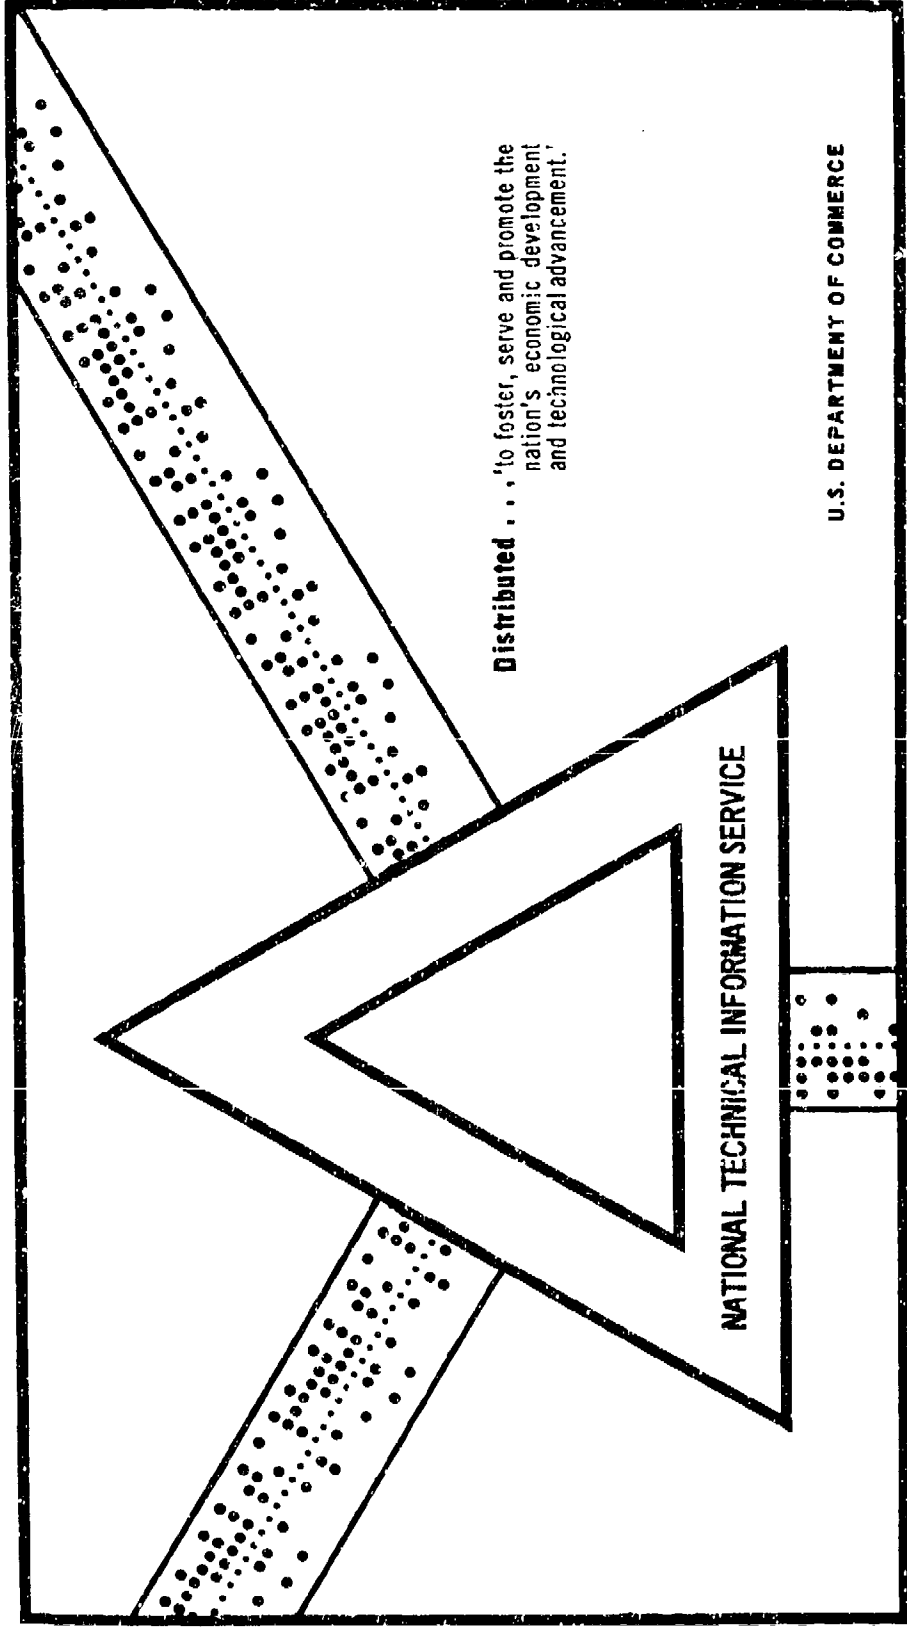 Distributed . . . 'to foster, serve and promote the
nation's economic development
and technological advancement.'
NATIONAL TECHNICAL INFORMATION SERVICE
U.S. DEPARTMENT OF COMMERCE